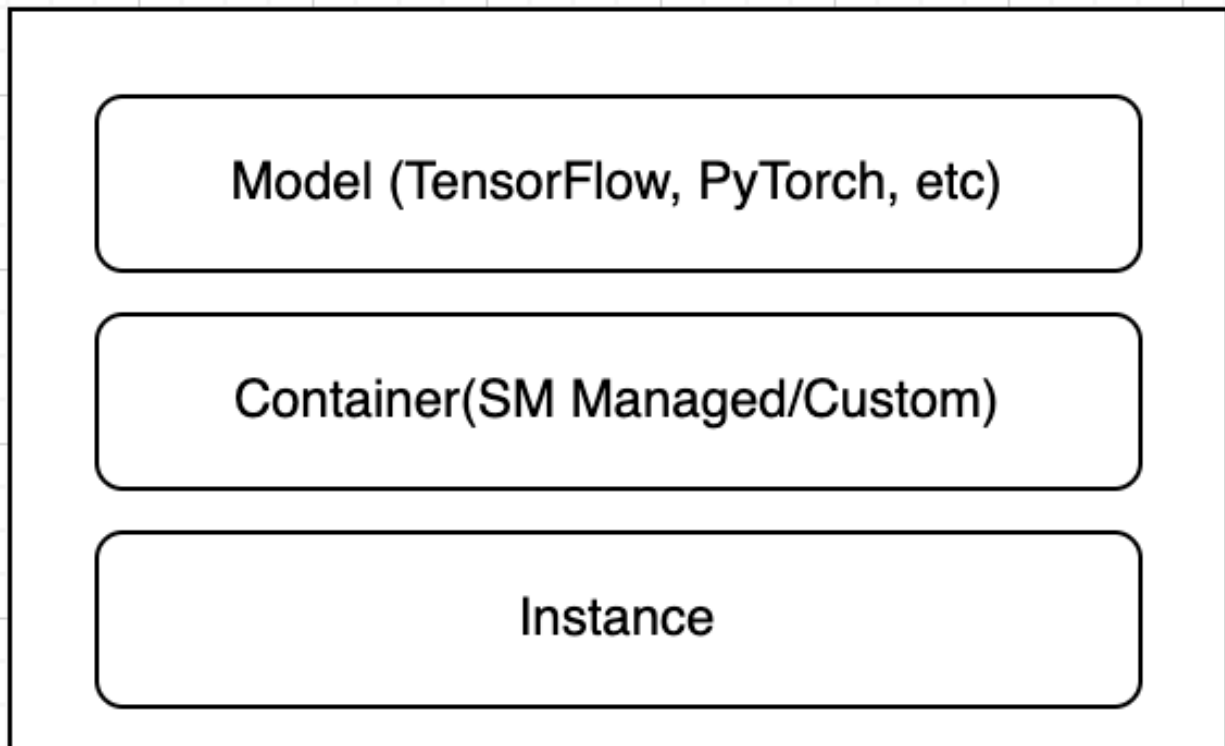 Model (TensorFlow, PyTorch, etc)
Container(SM Managed/Custom)
Instance